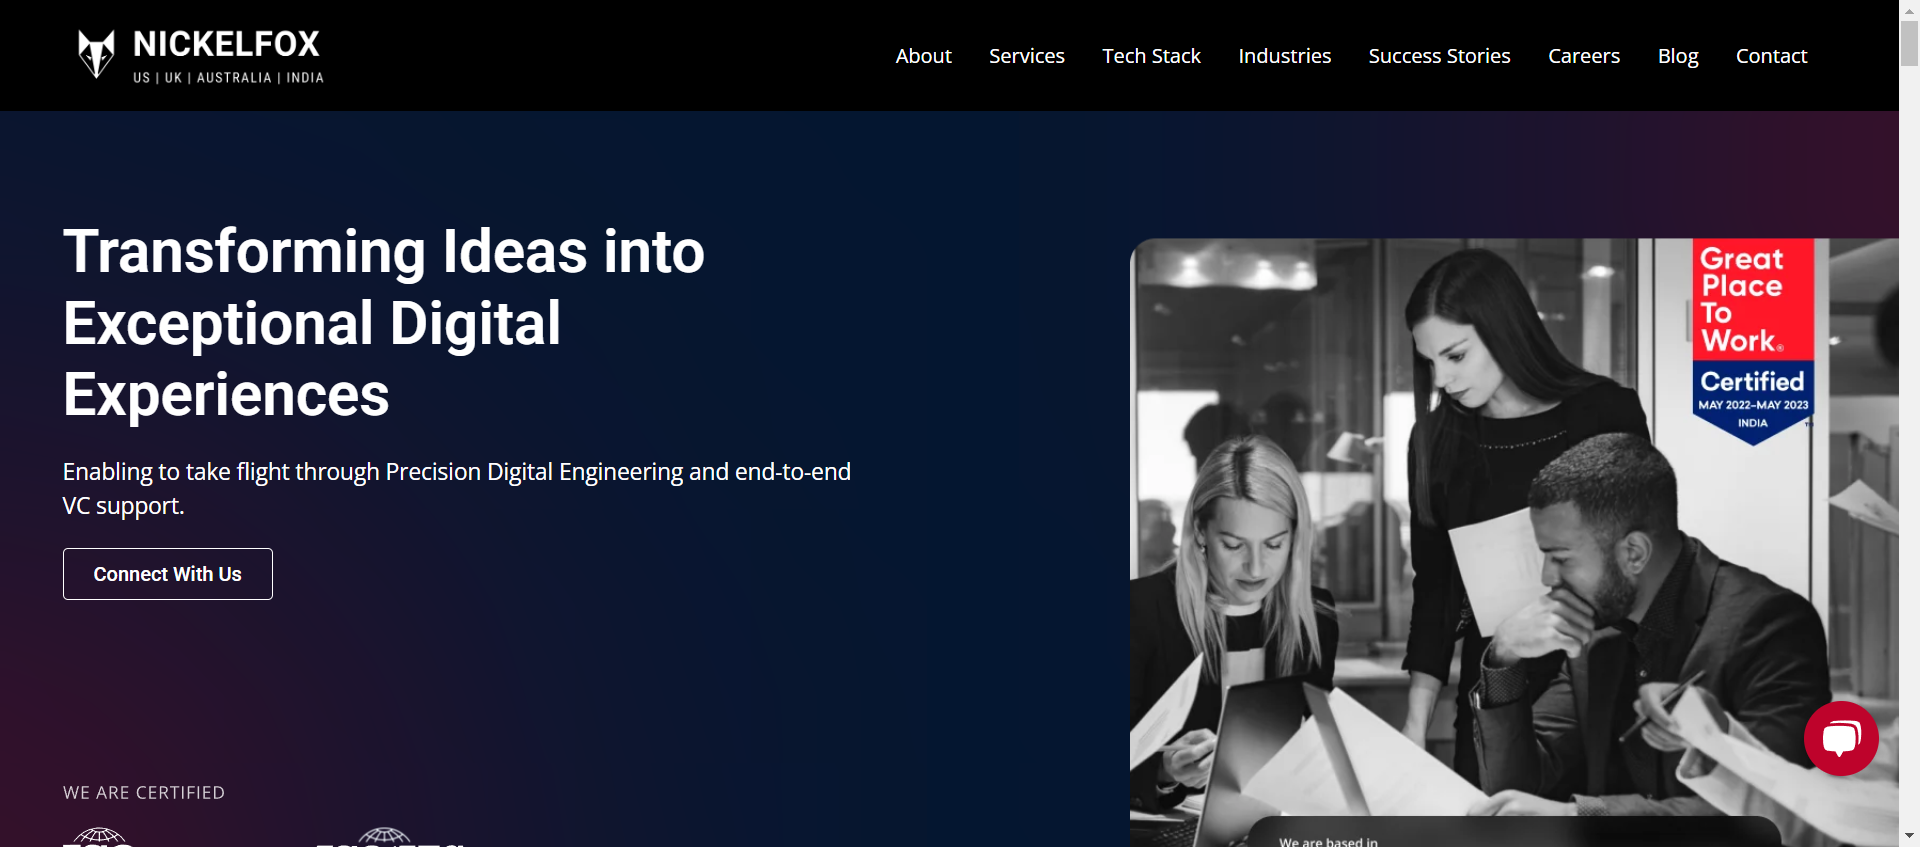 NICKELFOX
US | UK | AUSTRALIA | INDIA
About
Services
Tech Stack
Industries
Success Stories
Careers
Blog
Contact
Transforming Ideas into
Exceptional Digital
Experiences
Enabling to take flight through Precision Digital Engineering and end-to-end
VC support.
Connect With Us
WE ARE CERTIFIED
Great
Place
To
Work®
Certified
MAY 2022–MAY 2023
INDIA
TM
We are based in